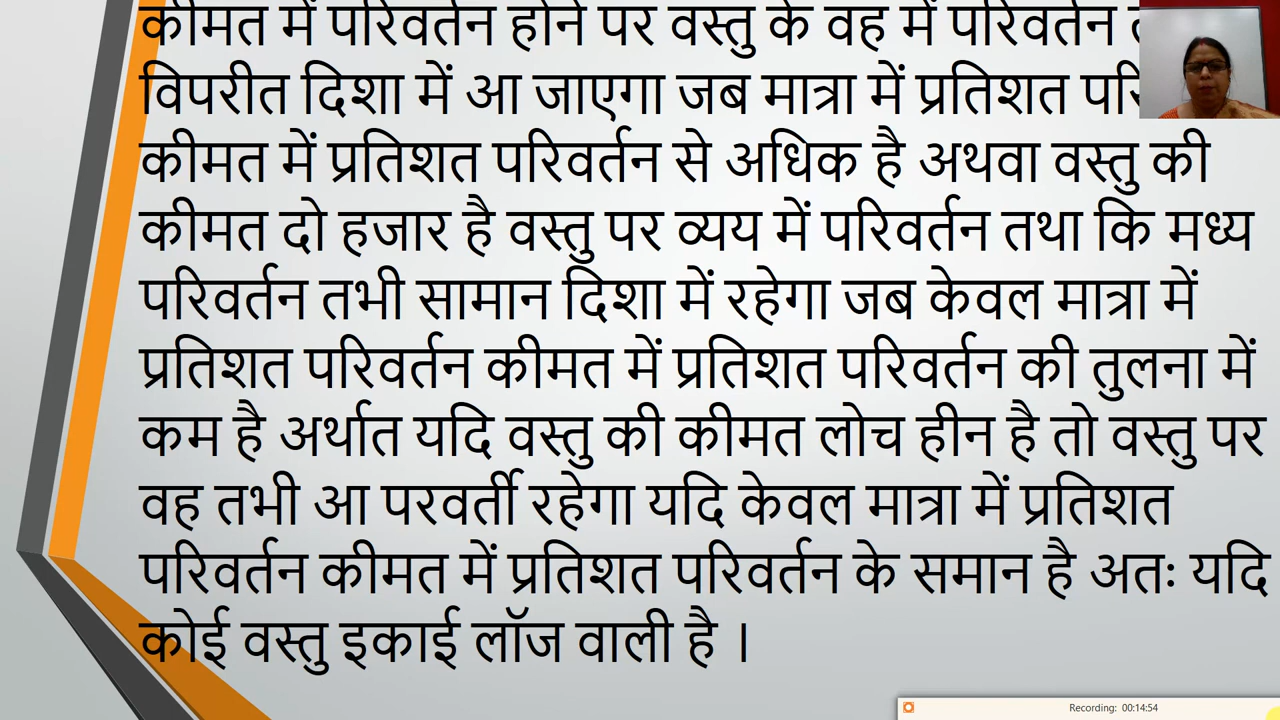 कीमत में परिवर्तन होने पर वस्तु के वह में परिवर्तन
विपरीत दिशा में आ जाएगा जब मात्रा में प्रतिशत
कीमत में प्रतिशत परिवर्तन से अधिक है अथवा वस्तु की
कीमत दो हजार है वस्तु पर व्यय में परिवर्तन तथा कि मध्य
परिवर्तन तभी सामान दिशा में रहेगा जब केवल मात्रा में
प्रतिशत परिवर्तन कीमत में प्रतिशत परिवर्तन की तुलना में
कम है अर्थात यदि वस्तु की कीमत लोच हीन है तो वस्तु पर
वह तभी आ परवर्ती रहेगा यदि केवल मात्रा में प्रतिशत
परिवर्तन कीमत में प्रतिशत परिवर्तन के समान है अतः यदि
कोई वस्तु इकाई लॉज वाली है ।
Recording: 00:14:54